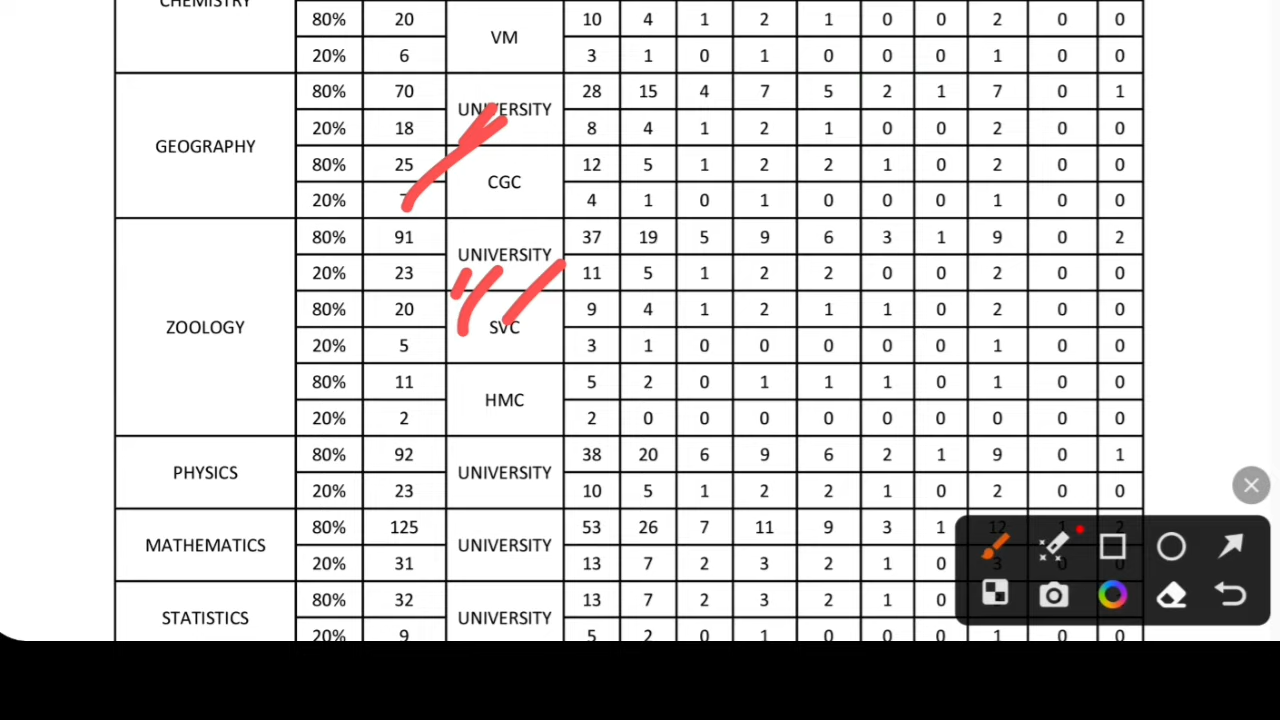 CHEMISTRY
80% 20 VM 10 4 1 2 1 0 0 2 0 0
20% 6 3 1 0 1 0 0 0 1 0 0
GEOGRAPHY
80% 70 UNIVERSITY 28 15 4 7 5 2 1 7 0 1
20% 18 8 4 1 2 1 0 0 2 0 0
80% 25 CGC 12 5 1 2 2 1 0 2 0 0
20% 4 1 0 1 0 0 0 1 0 0
ZOOLOGY
80% 91 UNIVERSITY 37 19 5 9 6 3 1 9 0 2
20% 23 11 5 1 2 2 0 0 2 0 0
80% 20 SVC 9 4 1 2 1 1 0 2 0 0
20% 5 3 1 0 0 0 0 0 1 0 0
80% 11 HMC 5 2 0 1 1 1 0 1 0 0
20% 2 2 0 0 0 0 0 0 0 0 0
PHYSICS
80% 92 UNIVERSITY 38 20 6 9 6 2 1 9 0 1
20% 23 10 5 1 2 2 1 0 2 0 0
MATHEMATICS
80% 125 UNIVERSITY 53 26 7 11 9 3 1 12 1 2
20% 31 13 7 2 3 2 1 0 3 0 0
STATISTICS
80% 32 UNIVERSITY 13 7 2 3 2 1 0
20% 9 5 2 0 1 0 0 0 1 0 0